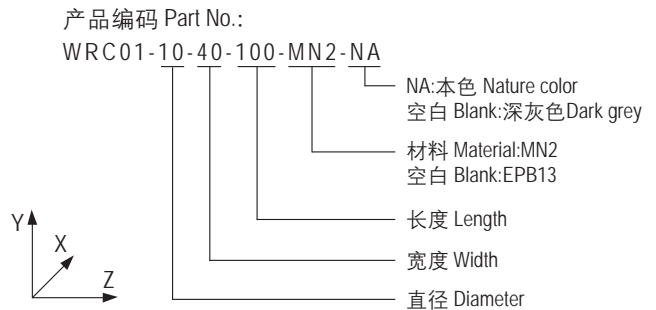 产品编码 Part No.:
WRC01-10-40-100-MN2-NA
NA:本色 Nature color
空白 Blank:深灰色Dark grey
材料 Material:MN2
空白 Blank:EPB13
长度 Length
宽度 Width
直径 Diameter
Y
X
Z